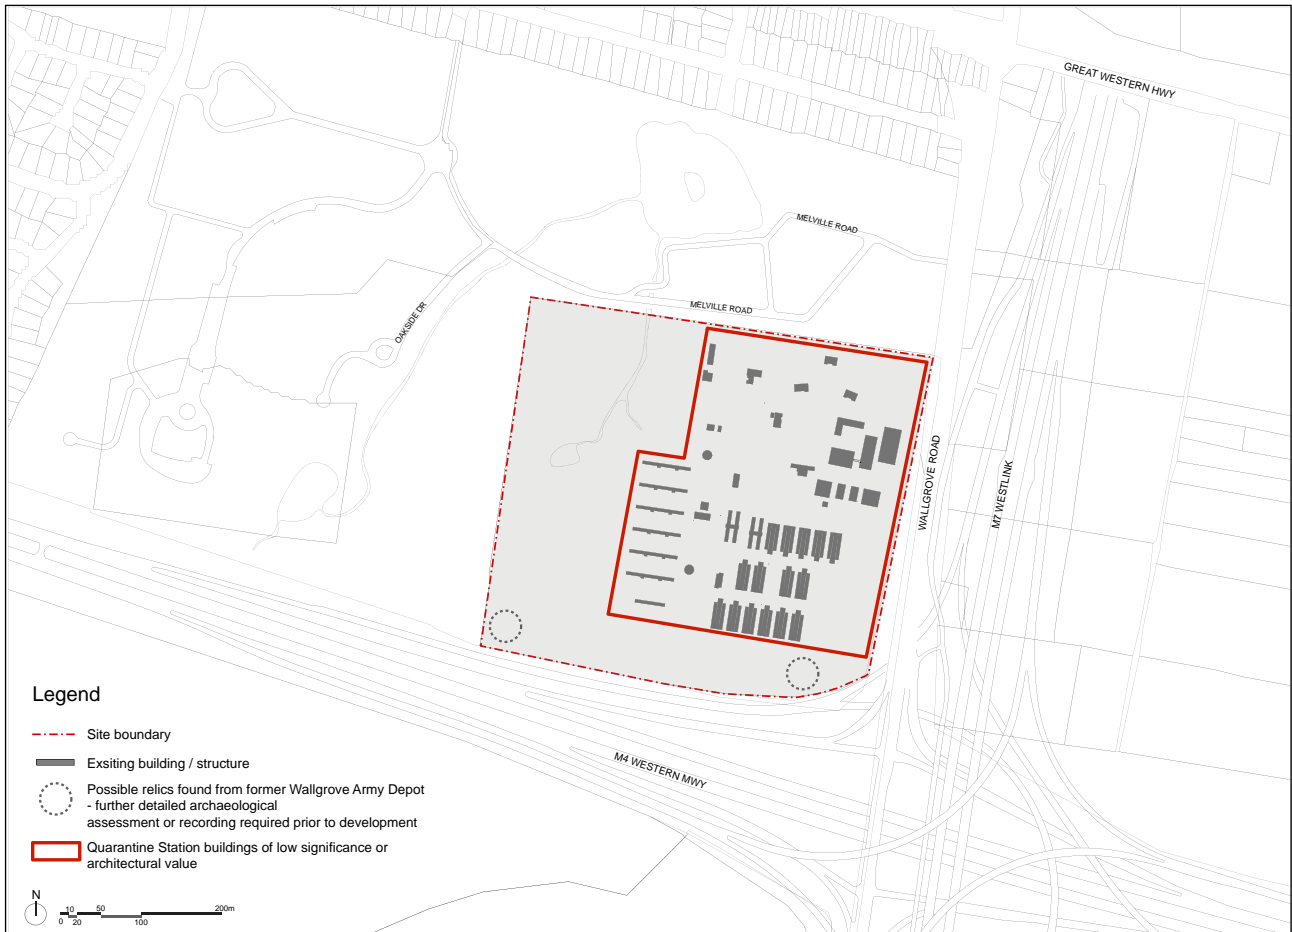 GREAT WESTERN HWY
MELVILLE ROAD
MELVILLE ROAD
OAKSIDE DR
WALLGROVE ROAD
M7 WESTLINK
M4 WESTERN MWY
Legend
Site boundary
Exsiting building / structure
Possible relics found from former Wallgrove Army Depot
- further detailed archaeological
assessment or recording required prior to development
Quarantine Station buildings of low significance or
architectural value
N
10 50 200m
0 20 100